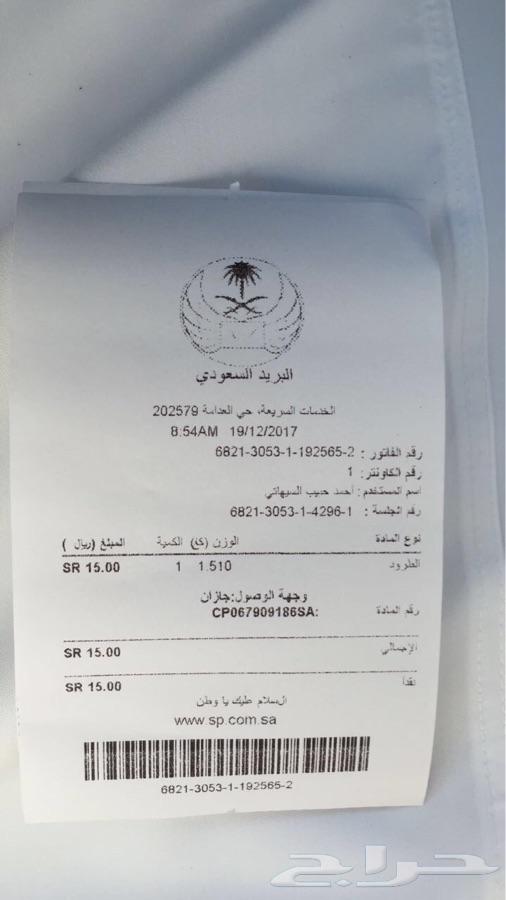 البريد السعودي
الخدمات السريعة، حي العدامة 202579
8:54AM 19/12/2017
رقم الفاتور : 6821-3053-1-192565-2
رقم الكاونتر: 1
اسم المستخدم: أحمد حبيب السيهاتي
رقم الجلسة : 6821-3053-1-4296-1
نوع المادة الوزن (كغ) الكمية المبلغ (ريال )
الطرود 1.510 1 SR 15.00
وجهة الوصول:جازان
رقم المادة CP067909186SA:
الإجمالي SR 15.00
نقدا SR 15.00
السلام عليك يا وطن
www.sp.com.sa
6821-3053-1-192565-2
حراج